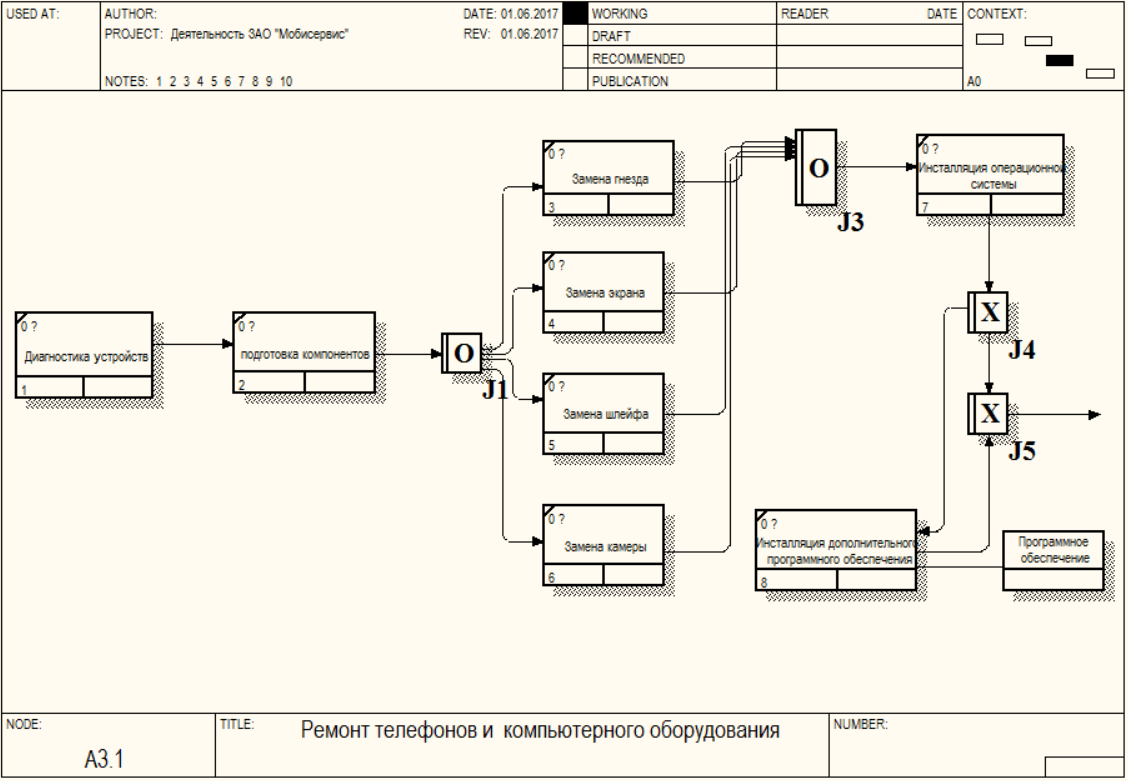 USED AT:
AUTHOR:
DATE: 01.06.2017
PROJECT: Деятельность ЗАО "Мобисервис"
REV: 01.06.2017
NOTES: 1 2 3 4 5 6 7 8 9 10
WORKING
DRAFT
RECOMMENDED
PUBLICATION
READER
DATE
CONTEXT:
A0
0 ?
Диагностика устройств
1
0 ?
подготовка компонентов
2
O
J1
0 ?
Замена гнезда
3
0 ?
Замена экрана
4
0 ?
Замена шлейфа
5
0 ?
Замена камеры
6
O
J3
0 ?
Инсталляция операционной
системы
7
X
J4
X
J5
0 ?
Инсталляция дополнительного
программного обеспечения
8
Программное
обеспечение
NODE:
A3.1
TITLE:
Ремонт телефонов и компьютерного оборудования
NUMBER: